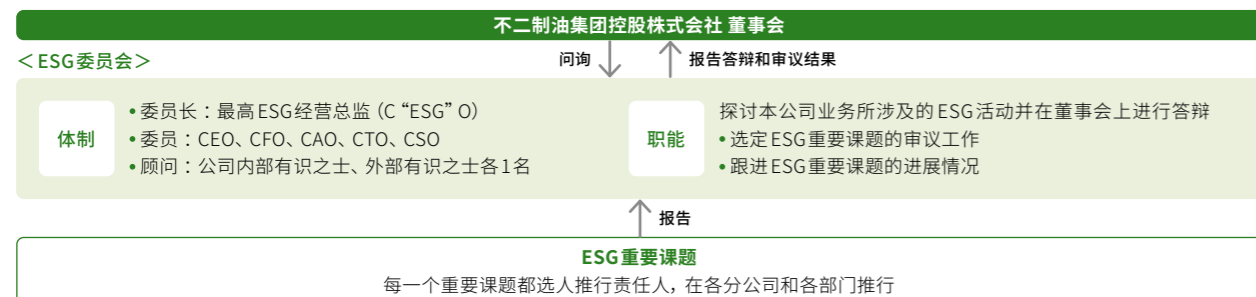 不二制油集团控股株式会社 董事会
＜ESG委员会＞
问询
报告答辩和审议结果
体制
•委员长：最高ESG经营总监（C“ESG”O）
•委员：CEO、CFO、CAO、CTO、CSO
•顾问：公司内部有识之士、外部有识之士各1名
职能
探讨本公司业务所涉及的ESG活动并在董事会上进行答辩
•选定ESG重要课题的审议工作
•跟进ESG重要课题的进展情况
报告
ESG重要课题
每一个重要课题都选人推行责任人，在各分公司和各部门推行